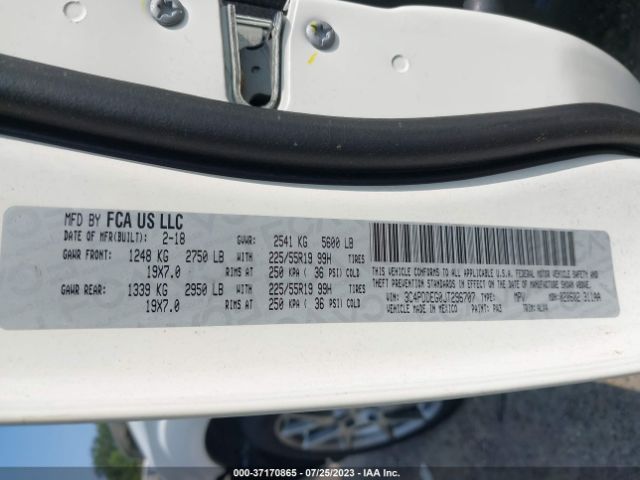 MFD BY FCA US LLC
DATE OF MFR(BUILT): 2-18 GVWR: 2541 KG 5600 LB
GAWR FRONT: 1248 KG 2750 LB WITH 225/55R19 99H TIRES
19X7.0 RIMS AT 250 KPA ( 36 PSI) COLD
GAWR REAR: 1339 KG 2950 LB WITH 225/55R19 99H TIRES
19X7.0 RIMS AT 250 KPA ( 36 PSI) COLD
THIS VEHICLE CONFORMS TO ALL APPLICABLE U.S.A. FEDERAL MOTOR VEHICLE SAFETY, BUMPER, AND
THEFT PREVENTION STANDARDS IN EFFECT ON THE DATE OF MANUFACTURE SHOWN ABOVE.
VIN: 3C4PDDEG0JT296707 TYPE: MPV MDH:
VEHICLE MADE IN MEXICO PAINT: PW3 TRIM:
000-37170865 - 07/25/2023 - IAA Inc.